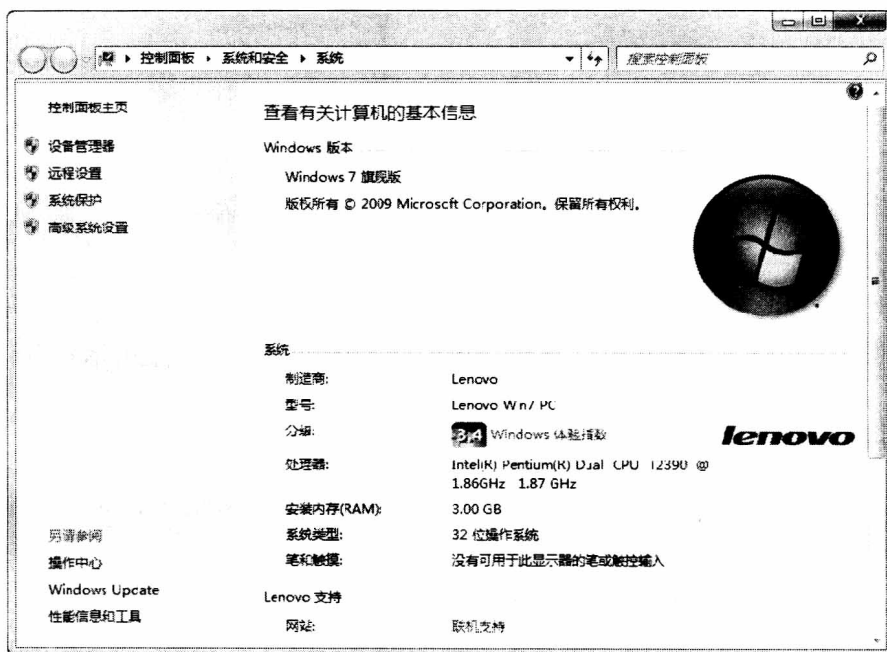 控制面板 ▸ 系统和安全 ▸ 系统
搜索控制面板
控制面板主页
设备管理器
远程设置
系统保护
高级系统设置
另请参阅
操作中心
Windows Upcate
性能信息和工具
查看有关计算机的基本信息
Windows 版本
Windows 7 旗舰版
版权所有 © 2009 Microscft Corporation。保留所有权利。
系统
制造商: Lenovo
型号: Lenovo Win7 PC
分级: 3.4 Windows 体验指数
lenovo
处理器: Intel(R) Pentium(R) Dual CPU T2390 @
1.86GHz 1.87 GHz
安装内存(RAM): 3.00 GB
系统类型: 32 位操作系统
笔和触摸: 没有可用于此显示器的笔或触控输入
Lenovo 支持
网站: 联机支持